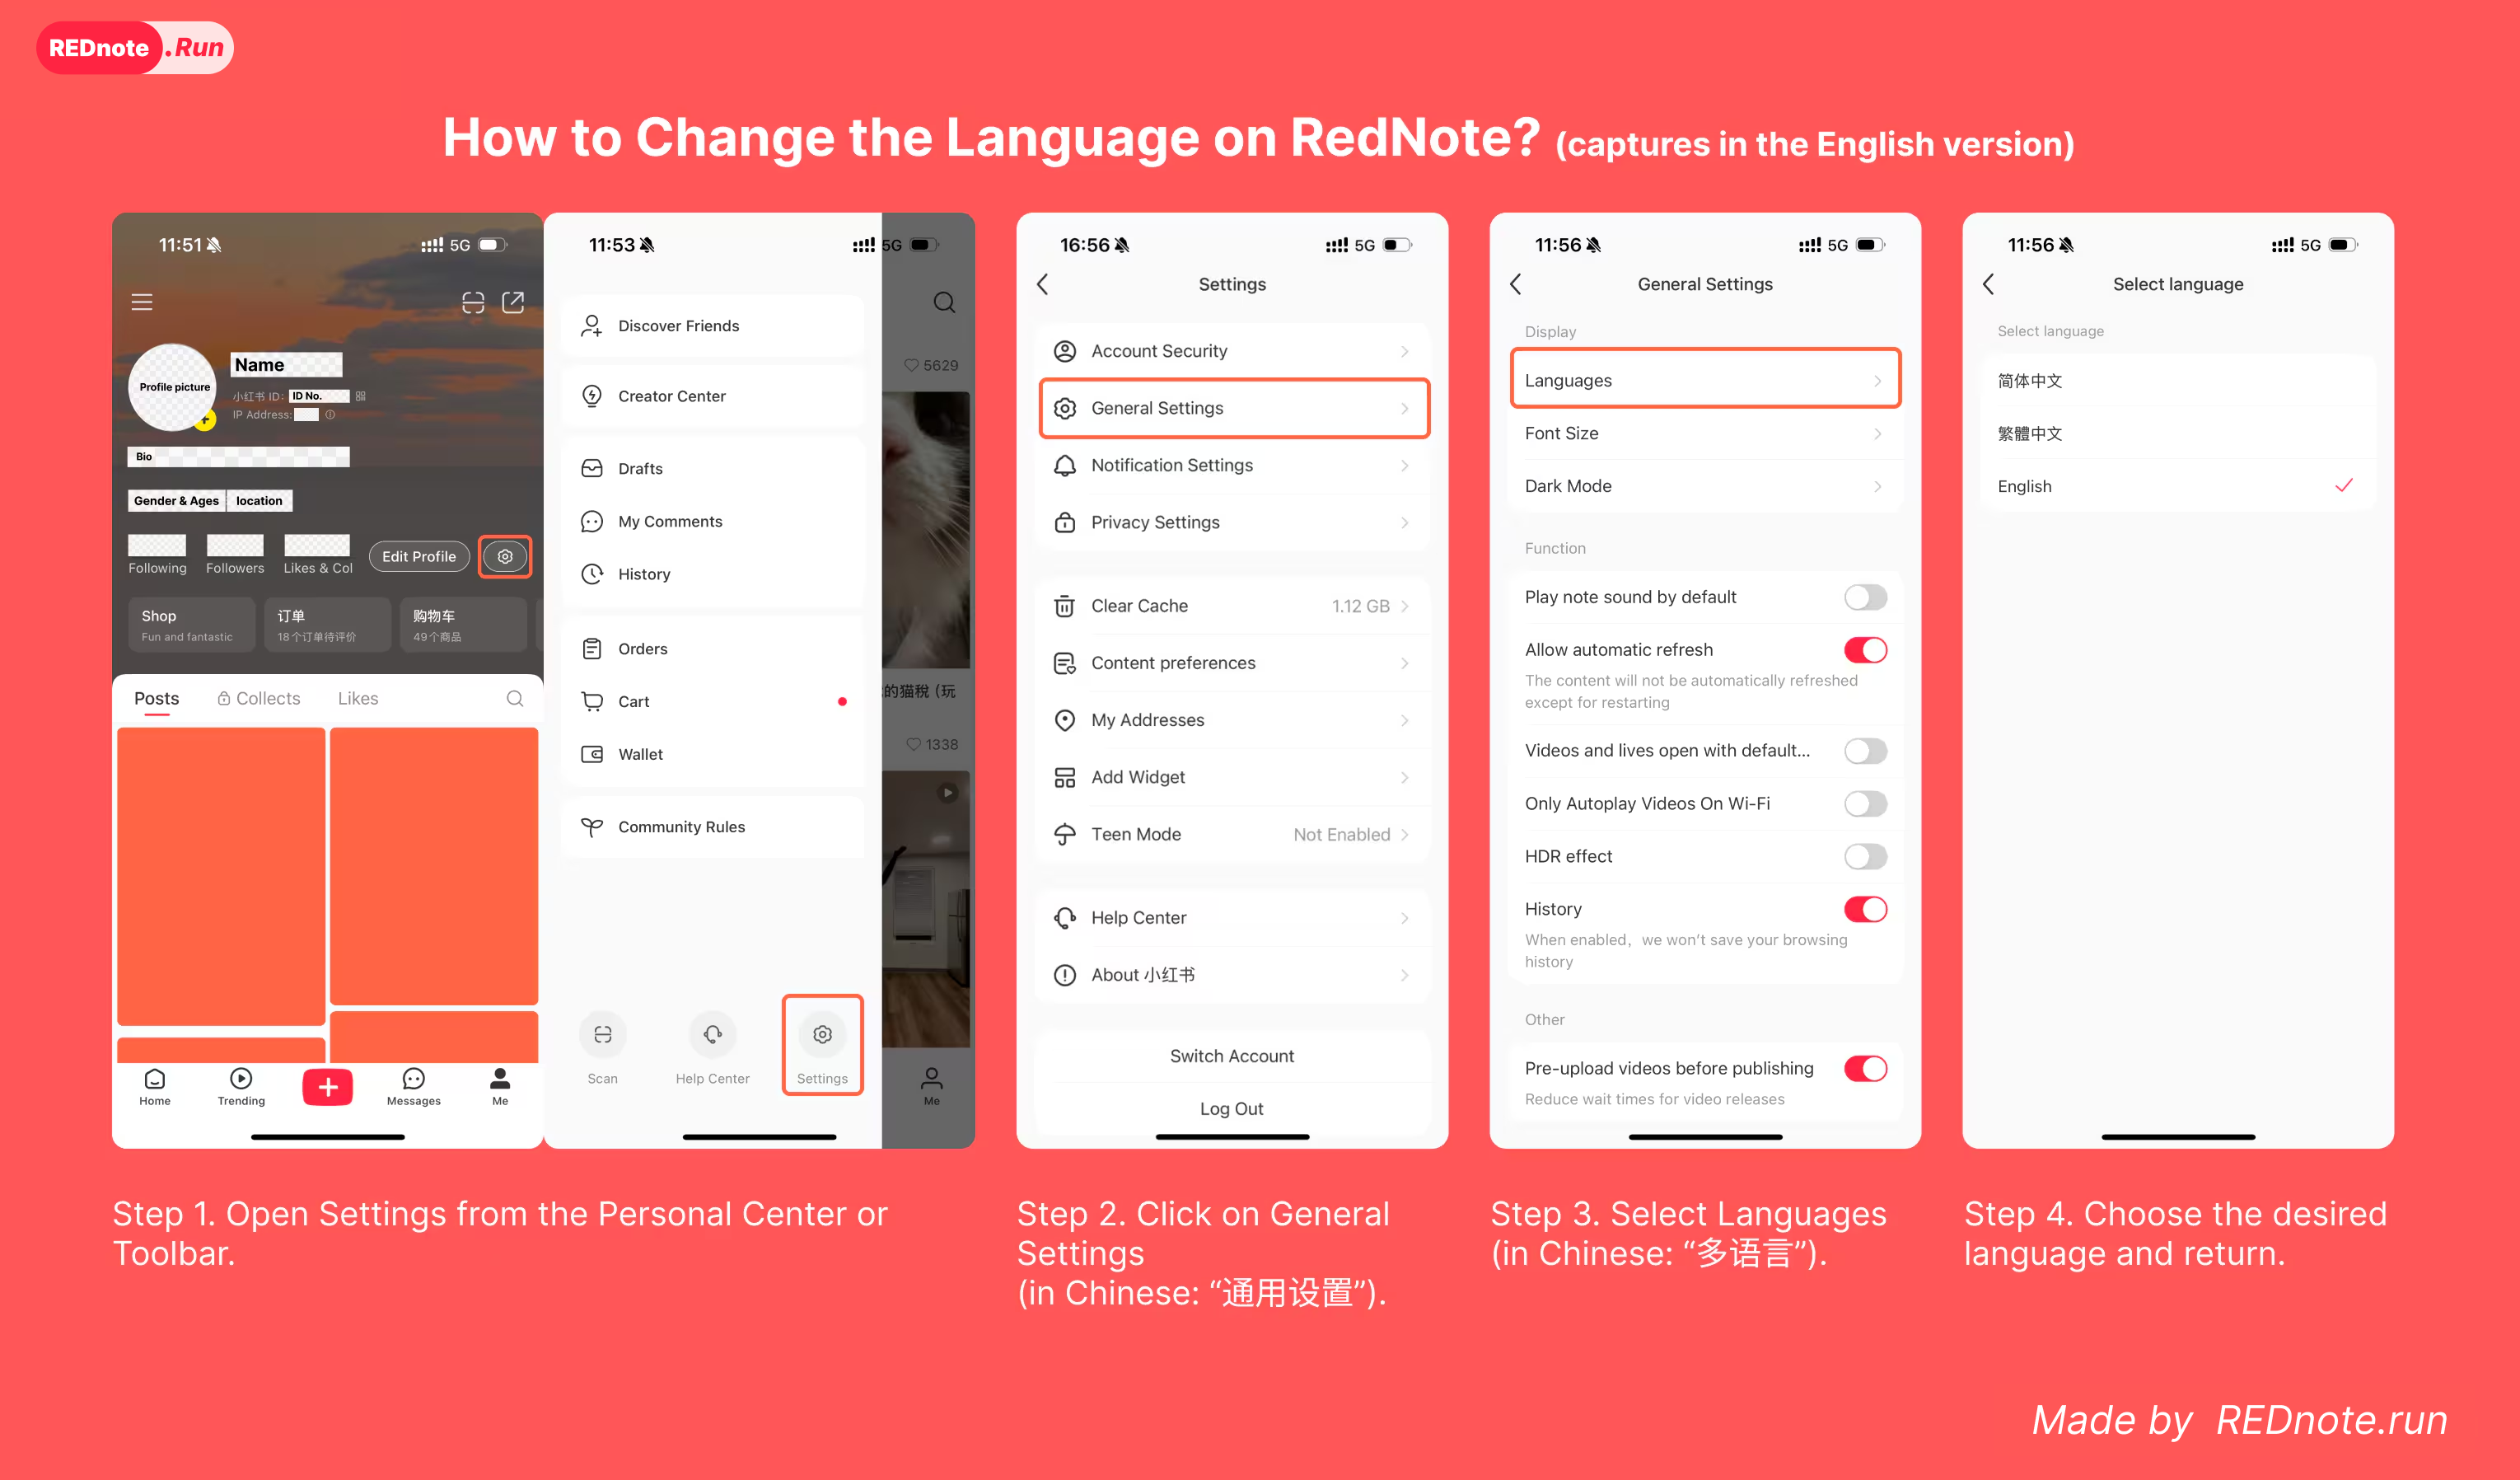 REDnote.Run
How to Change the Language on RedNote? (captures in the English version)
11:51
5G
Name
Profile picture
小红书 ID: ID No.
IP Address:
Bio
Gender & Ages
location
Following
Followers
Likes & Col
Edit Profile
Shop
Fun and fantastic
订单
18个订单待评价
购物车
49个商品
Posts
Collects
Likes
Home
Trending
Messages
Me
11:53
5G
Discover Friends
Creator Center
Drafts
My Comments
History
Orders
Cart
Wallet
Community Rules
Scan
Help Center
Settings
5629
的猫税（玩
1338
Me
16:56
5G
Settings
Account Security
General Settings
Notification Settings
Privacy Settings
Clear Cache
1.12 GB
Content preferences
My Addresses
Add Widget
Teen Mode
Not Enabled
Help Center
About 小红书
Switch Account
Log Out
11:56
5G
General Settings
Display
Languages
Font Size
Dark Mode
Function
Play note sound by default
Allow automatic refresh
The content will not be automatically refreshed
except for restarting
Videos and lives open with default...
Only Autoplay Videos On Wi-Fi
HDR effect
History
When enabled，we won't save your browsing
history
Other
Pre-upload videos before publishing
Reduce wait times for video releases
11:56
5G
Select language
Select language
简体中文
繁體中文
English
Step 1. Open Settings from the Personal Center or
Toolbar.
Step 2. Click on General
Settings
(in Chinese: “通用设置”).
Step 3. Select Languages
(in Chinese: “多语言”).
Step 4. Choose the desired
language and return.
Made by REDnote.run